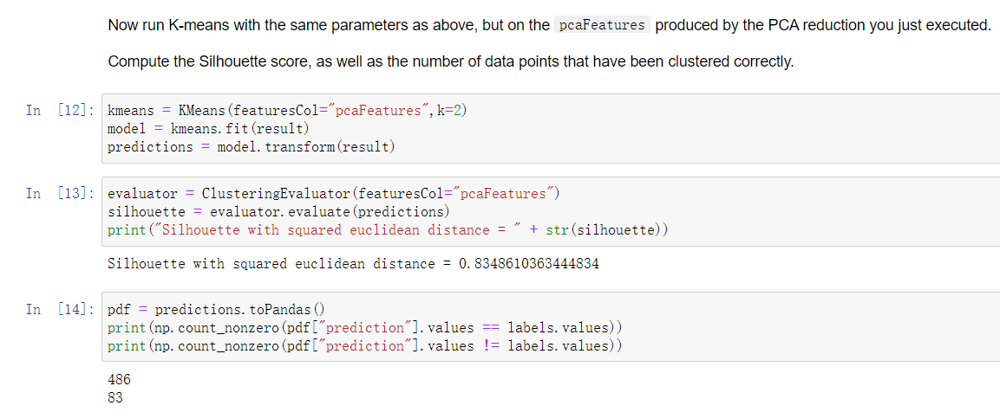 Now run K-means with the same parameters as above, but on the pcaFeatures produced by the PCA reduction you just executed.
Compute the Silhouette score, as well as the number of data points that have been clustered correctly.
In [12]: kmeans = KMeans(featuresCol="pcaFeatures",k=2)
model = kmeans.fit(result)
predictions = model.transform(result)
In [13]: evaluator = ClusteringEvaluator(featuresCol="pcaFeatures")
silhouette = evaluator.evaluate(predictions)
print("Silhouette with squared euclidean distance = " + str(silhouette))
Silhouette with squared euclidean distance = 0.8348610363444834
In [14]: pdf = predictions.toPandas()
print(np.count_nonzero(pdf["prediction"].values == labels.values))
print(np.count_nonzero(pdf["prediction"].values != labels.values))
486
83